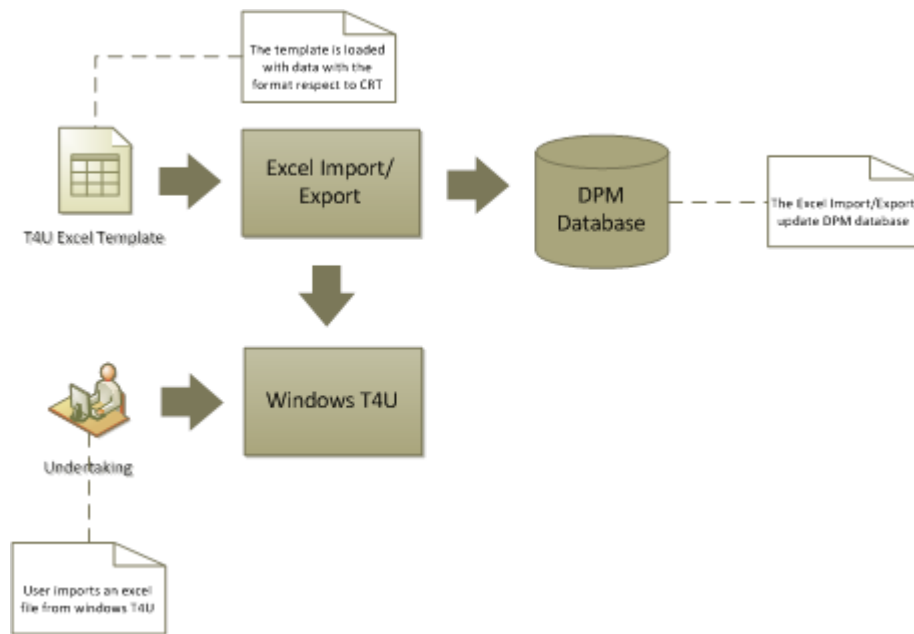 The template is loaded
with data with the
format respect to CRT
Excel Import/
Export
DPM
Database
The Excel Import/Export
update DPM database
T4U Excel Template
Windows T4U
Undertaking
User imports an excel
file from windows T4U